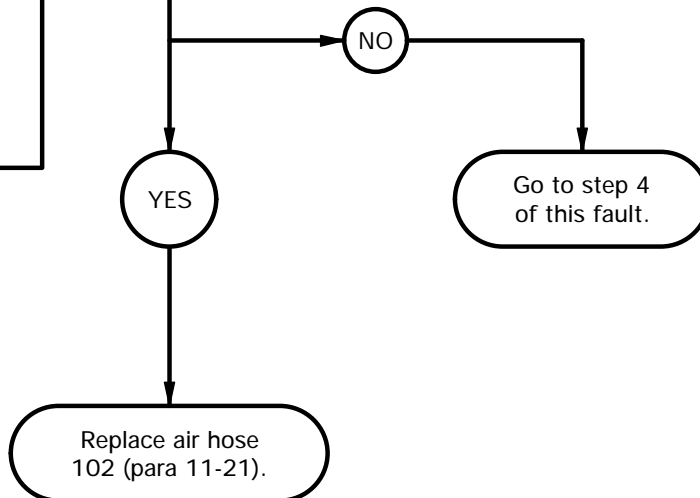 NO
YES
Go to step 4
of this fault.
Replace air hose
102 (para 11-21).